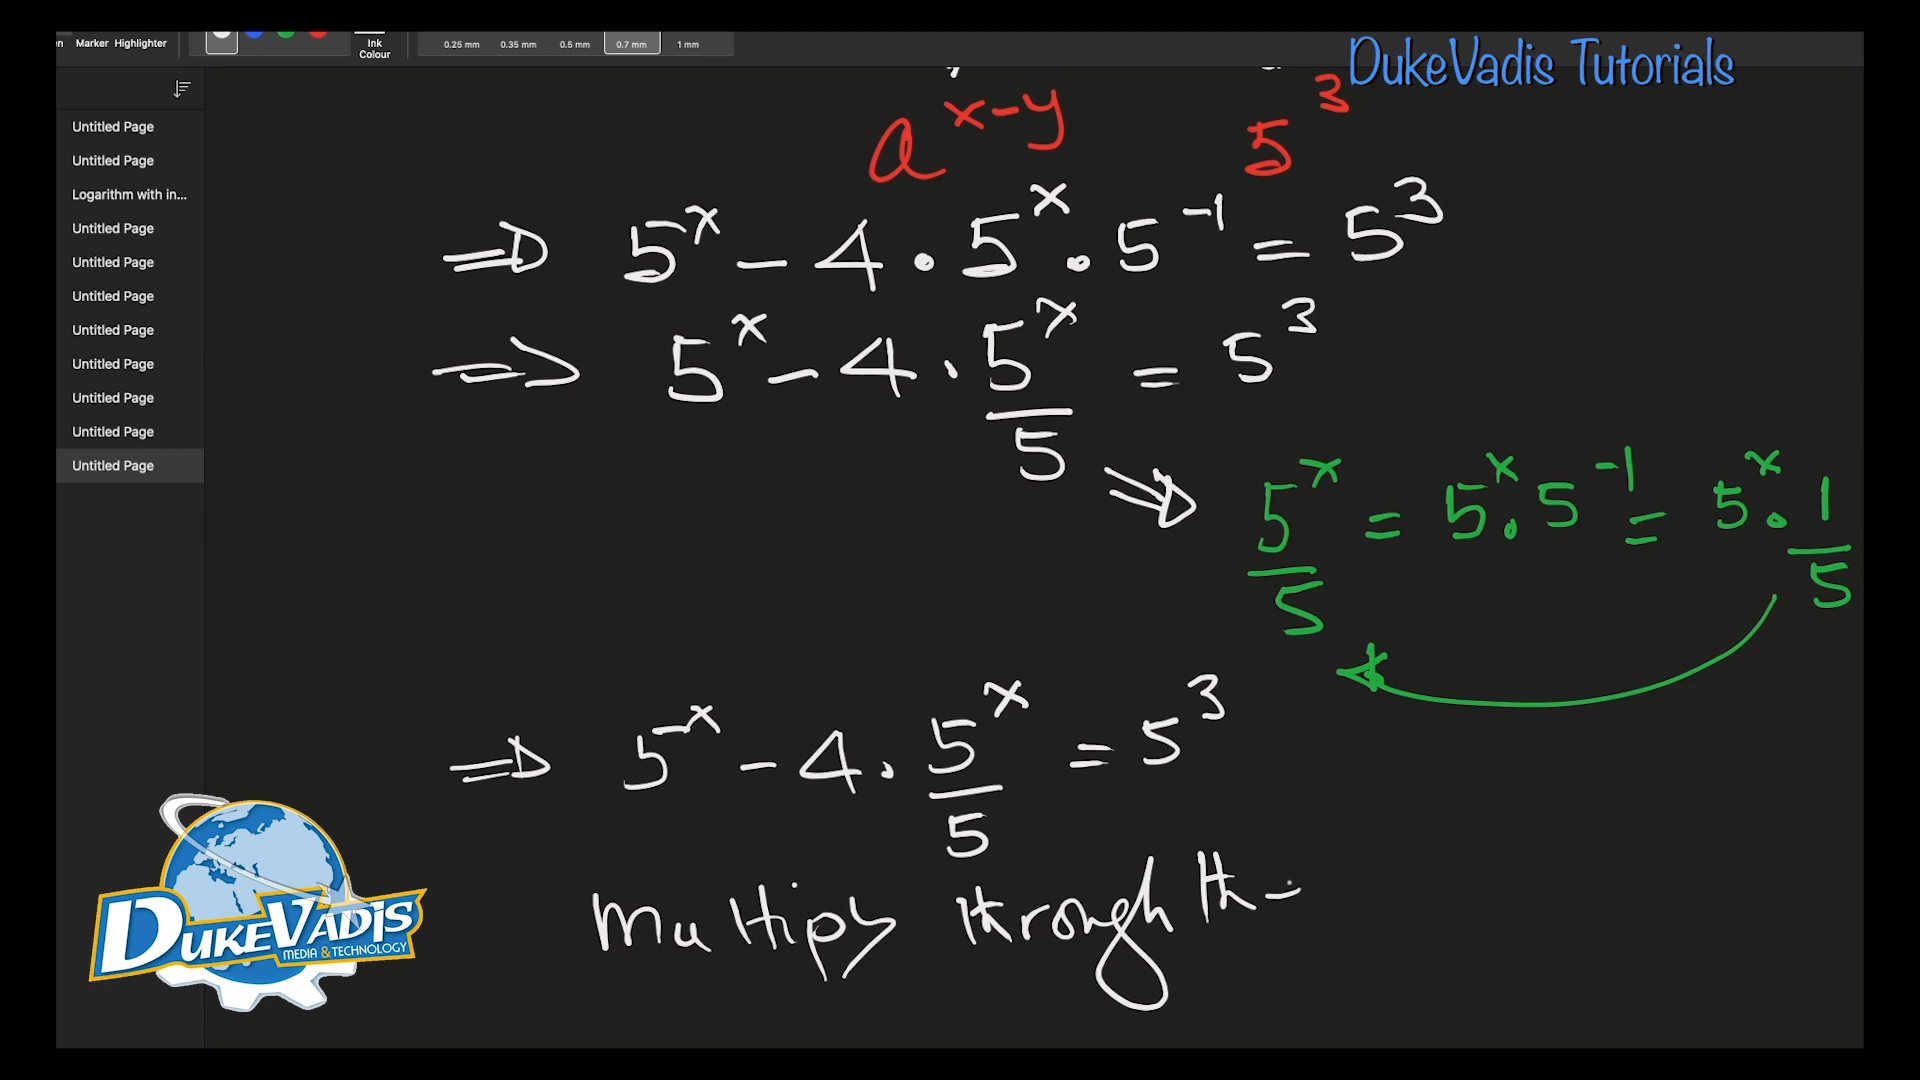 Marker Highlighter
Ink
Colour
0.25 mm 0.35 mm 0.5 mm 0.7 mm 1 mm
DukeVadis Tutorials
Untitled Page
Untitled Page
Logarithm with in...
Untitled Page
Untitled Page
Untitled Page
Untitled Page
Untitled Page
Untitled Page
Untitled Page
Untitled Page
a^(x-y) 5^3
⇒ 5^x - 4 · 5^x · 5^-1 = 5^3
⇒ 5^x - 4 · 5^x/5 = 5^3
⇒ 5^x/5 = 5^x · 5^-1 = 5^x · 1/5
⇒ 5^x - 4 · 5^x/5 = 5^3
Multiply through
DUKEVADIS
MEDIA & TECHNOLOGY